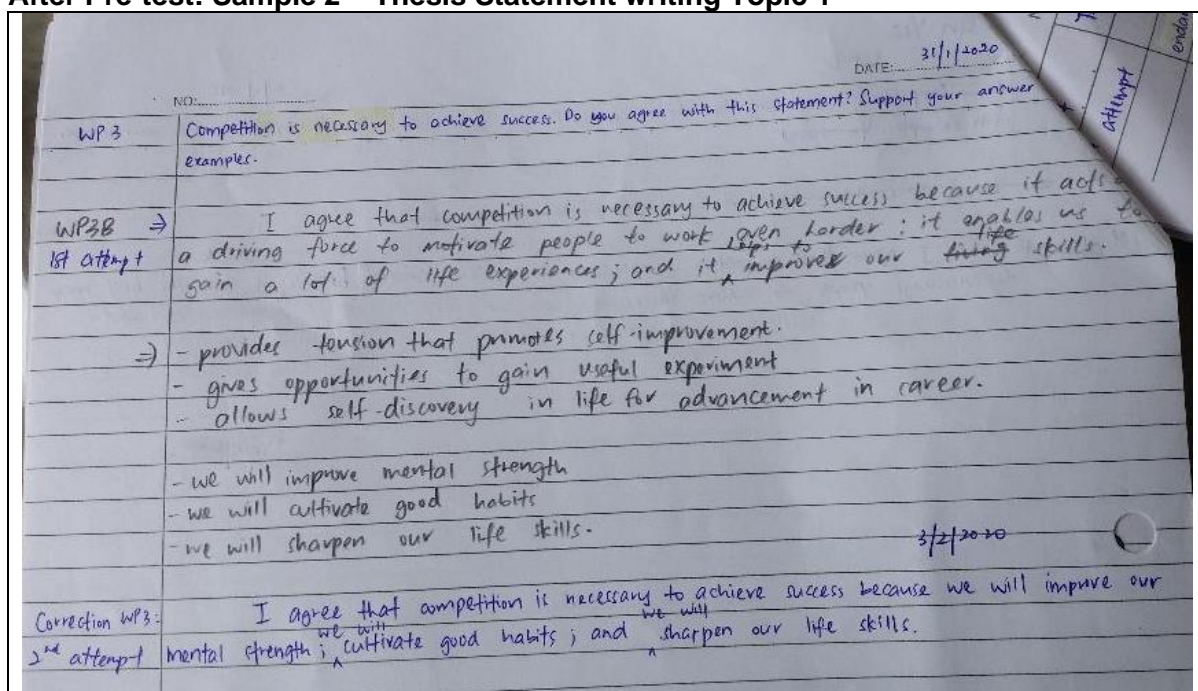 After Pre-test: Sample 2 – Thesis Statement writing Topic 1
DATE: 31/1/2020
NO:
attempt
WP 3 Competition is necessary to achieve success. Do you agree with this statement? Support your answer
examples.
WP3B ⇒ I agree that competition is necessary to achieve success because it acts
1st attempt a driving force to motivate people to work even harder ; it enables us to
helps to life
gain a lot of life experiences ; and it ^ improves our living skills.
⇒ - provides tension that promotes self-improvement.
- gives opportunities to gain useful experiment
- allows self-discovery in life for advancement in career.
- we will improve mental strength
- we will cultivate good habits
- we will sharpen our life skills.
3/2/2020
Correction WP3: I agree that competition is necessary to achieve success because we will improve our
we will we will
2nd attempt mental strength ; ^ cultivate good habits ; and ^ sharpen our life skills.